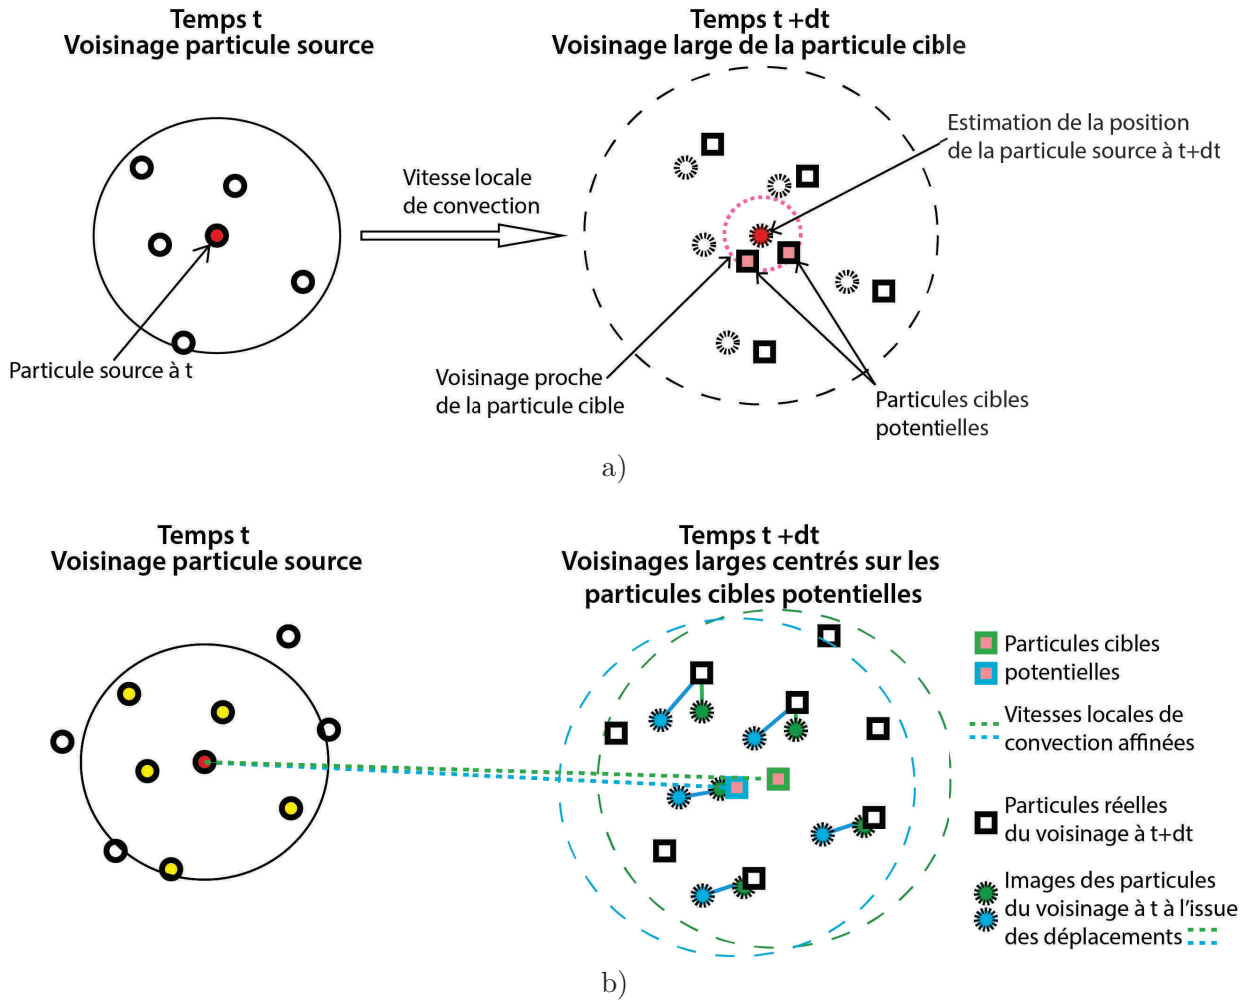 Temps t
Voisinage particule source
Temps t +dt
Voisinage large de la particule cible
Estimation de la position
de la particule source à t+dt
Vitesse locale
de convection
Particule source à t
Voisinage proche
de la particule cible
Particules cibles
potentielles
a)
Temps t
Voisinage particule source
Temps t +dt
Voisinages larges centrés sur les
particules cibles potentielles
Particules cibles
potentielles
Vitesses locales de
convection affinées
Particules réelles
du voisinage à t+dt
Images des particules
du voisinage à t à l'issue
des déplacements
b)